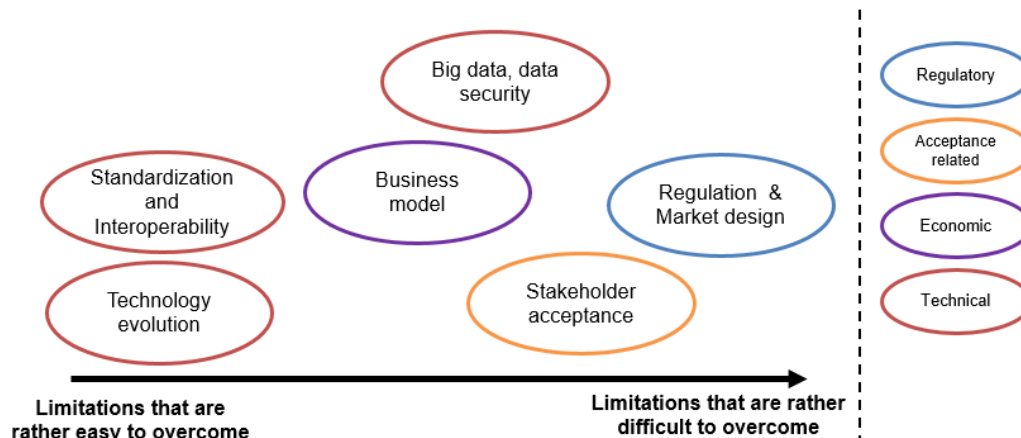 Big data, data
security
Standardization
and
Interoperability
Business
model
Regulation & 
Market design
Technology
evolution
Stakeholder
acceptance
Limitations that are
rather easy to overcome
Limitations that are rather
difficult to overcome
Regulatory
Acceptance
related
Economic
Technical